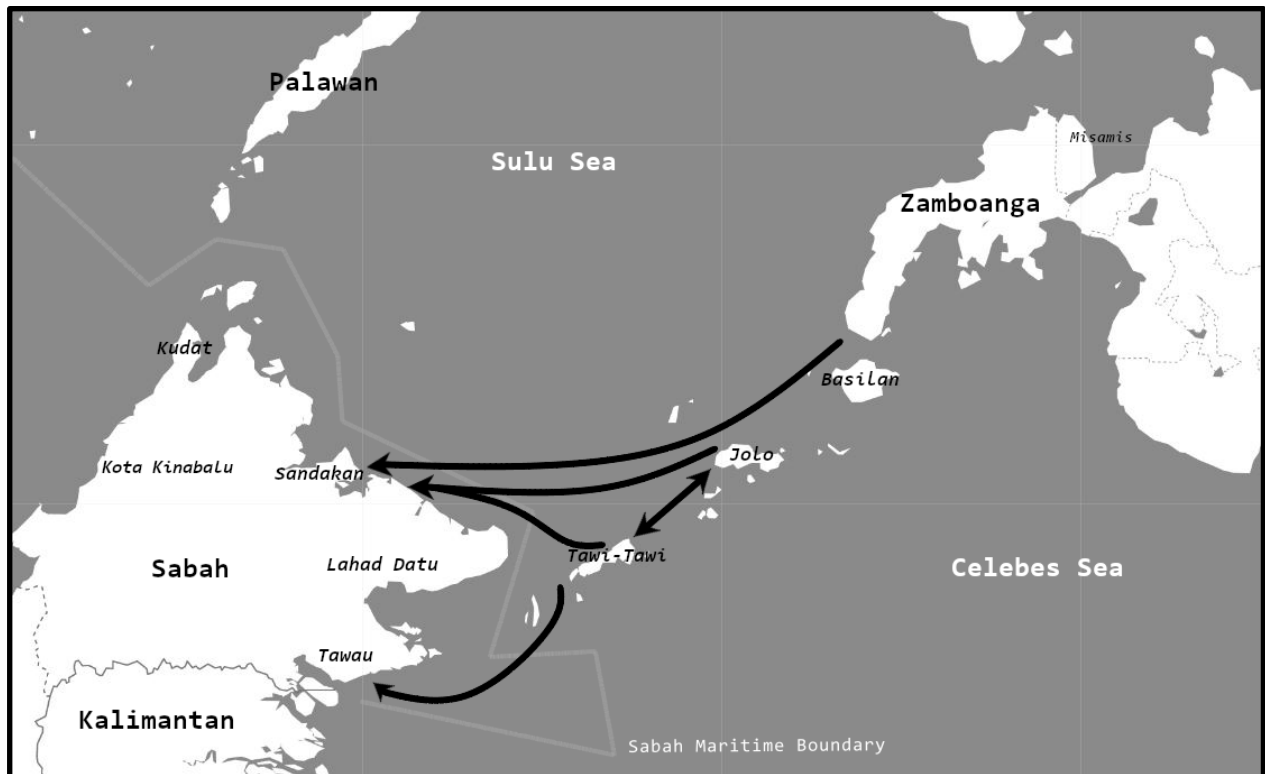 Palawan
Misamis
Sulu Sea
Zamboanga
Kudat
Basilan
Jolo
Kota Kinabalu
Sandakan
Tawi-Tawi
Lahad Datu
Sabah
Celebes Sea
Tawau
Kalimantan
Sabah Maritime Boundary